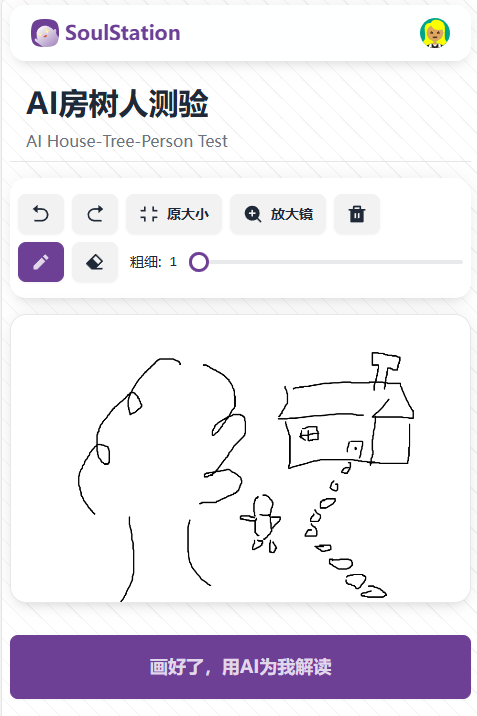 SoulStation
AI房树人测验
AI House-Tree-Person Test
原大小 放大镜
粗细: 1
画好了，用AI为我解读